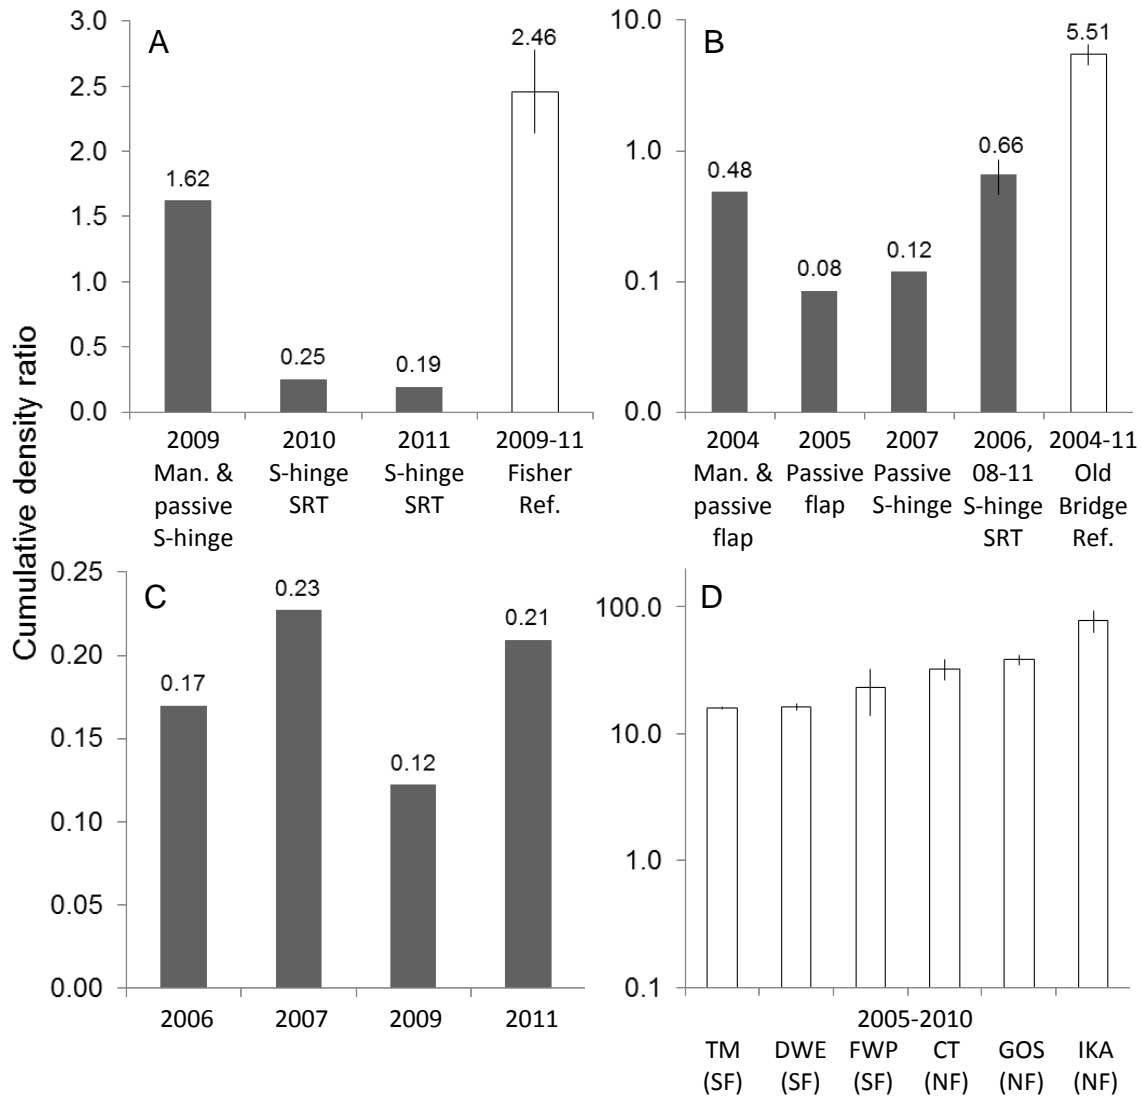 Cumulative density ratio
A
3.0
2.5
2.0
1.5
1.0
0.5
0.0
1.62
0.25
0.19
2.46
2009
Man. &
passive
S-hinge
2010
S-hinge
SRT
2011
S-hinge
SRT
2009-11
Fisher
Ref.
B
10.0
1.0
0.1
0.0
0.48
0.08
0.12
0.66
5.51
2004
Man. &
passive
flap
2005
Passive
flap
2007
Passive
S-hinge
2006,
08-11
S-hinge
SRT
2004-11
Old
Bridge
Ref.
C
0.25
0.20
0.15
0.10
0.05
0.00
0.17
0.23
0.12
0.21
2006
2007
2009
2011
D
100.0
10.0
1.0
0.1
2005-2010
TM
(SF)
DWE
(SF)
FWP
(SF)
CT
(NF)
GOS
(NF)
IKA
(NF)